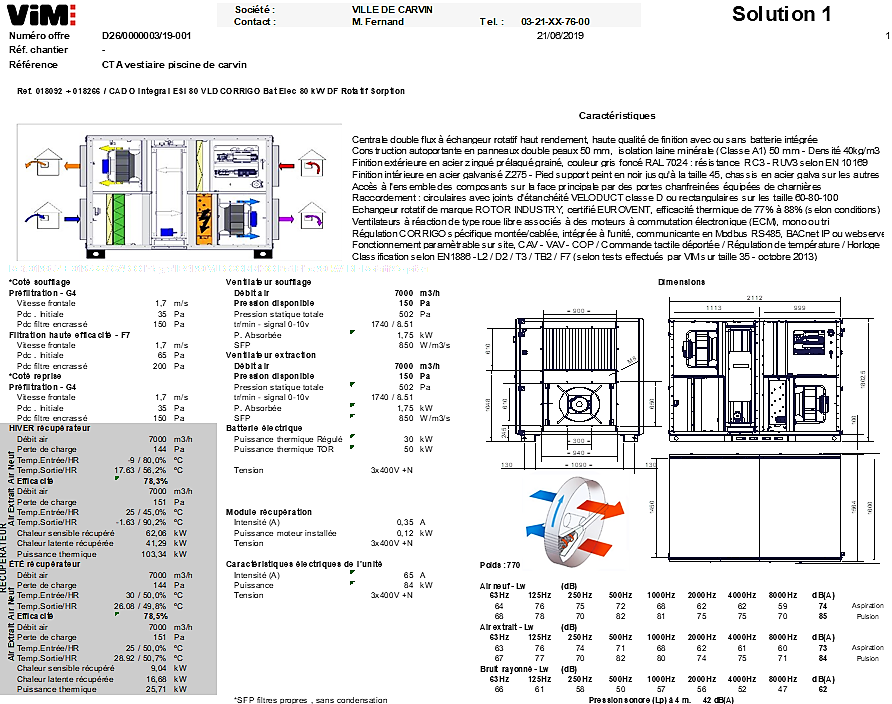 ViM
Société : VILLE DE CARVIN
Contact : M. Fernand Tel. : 03-21-XX-76-00
Solution 1
Numéro offre D26/0000003/19-001 21/06/2019 1
Réf. chantier -
Référence CTA vestiaire piscine de carvin
Ref. 018092 + 018266 / CAD O Integral ESI 80 VLD CORRIGO Bat Elec 80 kW DF Rotatif Sorption
Caractéristiques
Centrale double flux à échangeur rotatif haut rendement, haute qualité de finition avec ou sans batterie intégrée
Construction autoportante en panneaux double peaux 50 mm, isolation laine minérale (Classe A1) 50 mm - Densité 40kg/m3
Finition extérieure en acier zingué prélaqué grainé, couleur gris foncé RAL 7024 : résistance RC3 - RUV3 selon EN 10169
Finition intérieure en acier galvanisé Z275 - Pied support peint en noir jusqu'à la taille 45, chassis en acier galva sur les autres
Accès à l'ensemble des composants sur la face principale par des portes chanfreinées équipées de charnières
Raccordement : circulaires avec joints d'étanchéité VELODUCT classe D ou rectangulaires sur les taille 60-80-100
Echangeur rotatif de marque ROTOR INDUSTRY, certifié EUROVENT, efficacité thermique de 77% à 88% (selon conditions)
Ventilateurs à réaction de type roue libre associés à des moteurs à commutation électronique (ECM), mono ou tri
Régulation CORRIGO spécifique montée/cablée, intégrée à l'unité, communicante en Modbus RS485, BACnet IP ou webserver
Fonctionnement paramètrable sur site, CAV - VAV - COP / Commande tactile déportée / Régulation de température / Horloge
Classification selon EN1886 - L2 / D2 / T3 / TB2 / F7 (selon tests effectués par VIM sur taille 35 - octobre 2013)
*Coté soufflage
Préfiltration - G4
Vitesse frontale 1,7 m/s
Pdc . Initiale 35 Pa
Pdc filtre encrassé 150 Pa
Filtration haute efficacité - F7
Vitesse frontale 1,7 m/s
Pdc . Initiale 65 Pa
Pdc filtre encrassé 200 Pa
*Coté reprise
Préfiltration - G4
Vitesse frontale 1,7 m/s
Pdc . Initiale 35 Pa
Pdc filtre encrassé 150 Pa
RECUPERATEUR
HIVER récupérateur
Air Neuf
Débit air 7000 m3/h
Perte de charge 144 Pa
Temp.Entrée/HR -9 / 80,0% °C
Temp.Sortie/HR 17.63 / 56,2% °C
Efficacité 78,3%
Air Extrait
Débit air 7000 m3/h
Perte de charge 151 Pa
Temp.Entrée/HR 25 / 45,0% °C
Temp.Sortie/HR -1.63 / 90,2% °C
Chaleur sensible récupéré 62,06 kW
Chaleur latente récupérée 41,29 kW
Puissance thermique 103,34 kW
ÉTÉ récupérateur
Air Neuf
Débit air 7000 m3/h
Perte de charge 144 Pa
Temp.Entrée/HR 30 / 50,0% °C
Temp.Sortie/HR 26.08 / 49,8% °C
Efficacité 78,5%
Air Extrait
Débit air 7000 m3/h
Perte de charge 151 Pa
Temp.Entrée/HR 25 / 50,0% °C
Temp.Sortie/HR 28.92 / 50,7% °C
Chaleur sensible récupéré 9,04 kW
Chaleur latente récupérée 16,68 kW
Puissance thermique 25,71 kW
Ventilateur soufflage
Débit air 7000 m3/h
Pression disponible 150 Pa
Pression statique totale 502 Pa
tr/min - signal 0-10v 1740 / 8.51
P. Absorbée 1,75 kW
SFP 850 W/m3/s
Ventilateur extraction
Débit air 7000 m3/h
Pression disponible 150 Pa
Pression statique totale 502 Pa
tr/min - signal 0-10v 1740 / 8.51
P. Absorbée 1,75 kW
SFP 850 W/m3/s
Batterie électrique
Puissance thermique Régulé 30 kW
Puissance thermique TOR 50 kW
Tension 3x400V +N
Module récupération
Intensité (A) 0,35 A
Puissance moteur installée 0,12 kW
Tension 3x400V +N
Caractéristiques électriques de l'unité
Intensité (A) 65 A
Puissance 84 kW
Tension 3x400V +N
*SFP filtres propres , sans condensation
Dimensions
2112
1113 999
= 900 =
610
M8
610
650
245
= 300 =
= 940 =
130 = 1090 = 130
100
Poids : 770
Air neuf - Lw (dB)
63Hz 125Hz 250Hz 500Hz 1000Hz 2000Hz 4000Hz 8000Hz dB(A)
64 76 75 72 68 62 62 59 74 Aspiration
68 78 70 82 81 75 75 70 85 Pulsion
Air extrait - Lw (dB)
63Hz 125Hz 250Hz 500Hz 1000Hz 2000Hz 4000Hz 8000Hz dB(A)
63 76 74 71 68 62 61 60 73 Aspiration
67 77 70 82 80 74 75 71 84 Pulsion
Bruit rayonné - Lw (dB)
63Hz 125Hz 250Hz 500Hz 1000Hz 2000Hz 4000Hz 8000Hz dB(A)
66 61 58 50 57 56 52 47 62
Pression sonore (Lp) à 4 m. 42 dB(A)